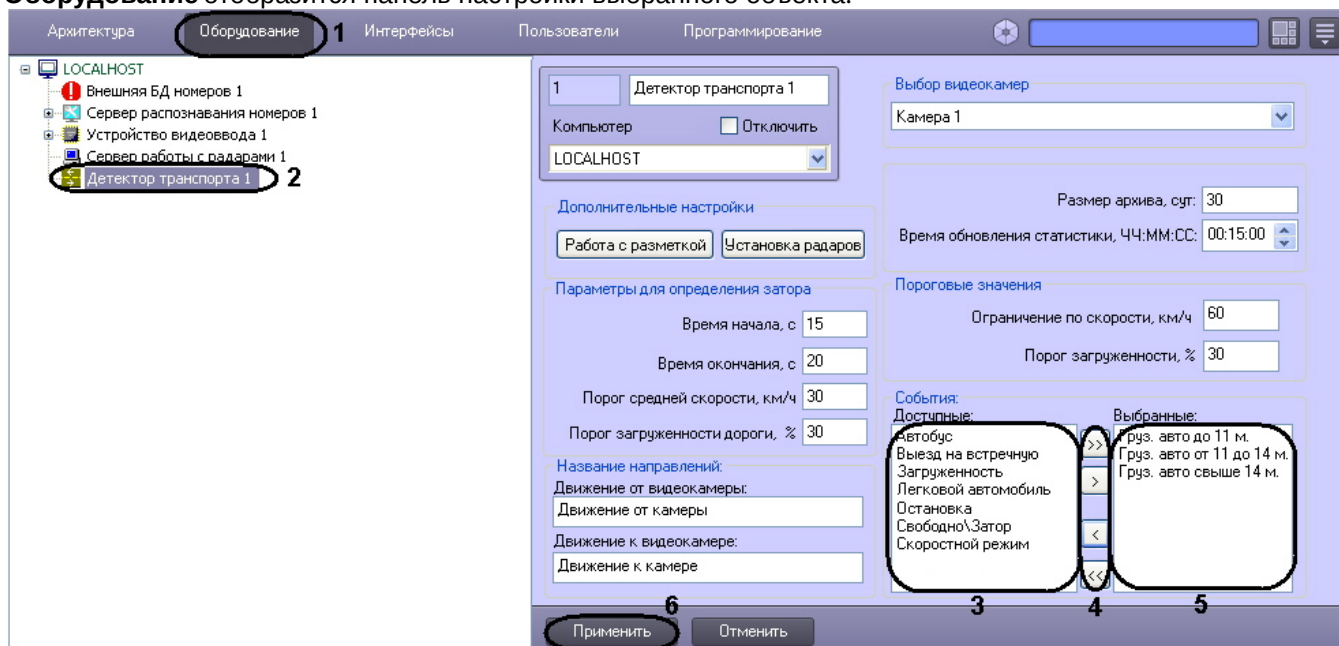 Оборудование отобразится панель настройки выбранного объекта.
Архитектура Оборудование 1 Интерфейсы Пользователи Программирование
LOCALHOST
Внешняя БД номеров 1
Сервер распознавания номеров 1
Устройство видеоввода 1
Сервер работы с радарами 1
Детектор транспорта 1 2
1 Детектор транспорта 1
Компьютер Отключить
LOCALHOST
Дополнительные настройки
Работа с разметкой Установка радаров
Параметры для определения затора
Время начала, с 15
Время окончания, с 20
Порог средней скорости, км/ч 30
Порог загруженности дороги, % 30
Название направлений:
Движение от видеокамеры:
Движение от камеры
Движение к видеокамере:
Движение к камере
Выбор видеокамер
Камера 1
Размер архива, сут: 30
Время обновления статистики, ЧЧ:ММ:СС: 00:15:00
Пороговые значения
Ограничение по скорости, км/ч 60
Порог загруженности, % 30
События:
Доступные:
Автобус
Выезд на встречную
Загруженность
Легковой автомобиль
Остановка
Свободно\Затор
Скоростной режим
>>
>
<
<<
Выбранные:
Груз. авто до 11 м.
Груз. авто от 11 до 14 м.
Груз. авто свыше 14 м.
3 4 5
6
Применить Отменить